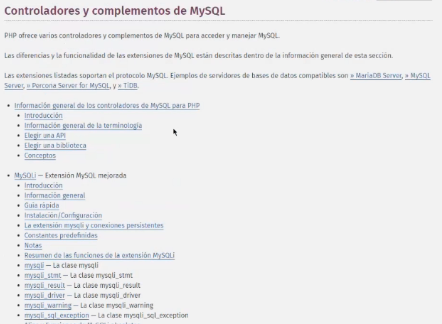 Controladores y complementos de MySQL
PHP ofrece varios controladores y complementos de MySQL para acceder y manejar MySQL.
Las diferencias y la funcionalidad de las extensiones de MySQL están descritas dentro de la información general de esta sección.
Las extensiones listadas soportan el protocolo MySQL. Ejemplos de servidores de bases de datos compatibles son » MariaDB Server, » MySQL
Server, » Percona Server for MySQL, y » TiDB.
• Información general de los controladores de MySQL para PHP
• Introducción
• Información general de la terminología
• Elegir una API
• Elegir una biblioteca
• Conceptos
• MySQLi — Extensión MySQL mejorada
• Introducción
• Información general
• Guía rápida
• Instalación/Configuración
• La extensión mysqli y conexiones persistentes
• Constantes predefinidas
• Notas
• Resumen de las funciones de la extensión MySQLi
• mysqli — La clase mysqli
• mysqli_stmt — La clase mysqli_stmt
• mysqli_result — La clase mysqli_result
• mysqli_driver — La clase mysqli_driver
• mysqli_warning — La clase mysqli_warning
• mysqli_sql_exception — La clase mysqli_sql_exception